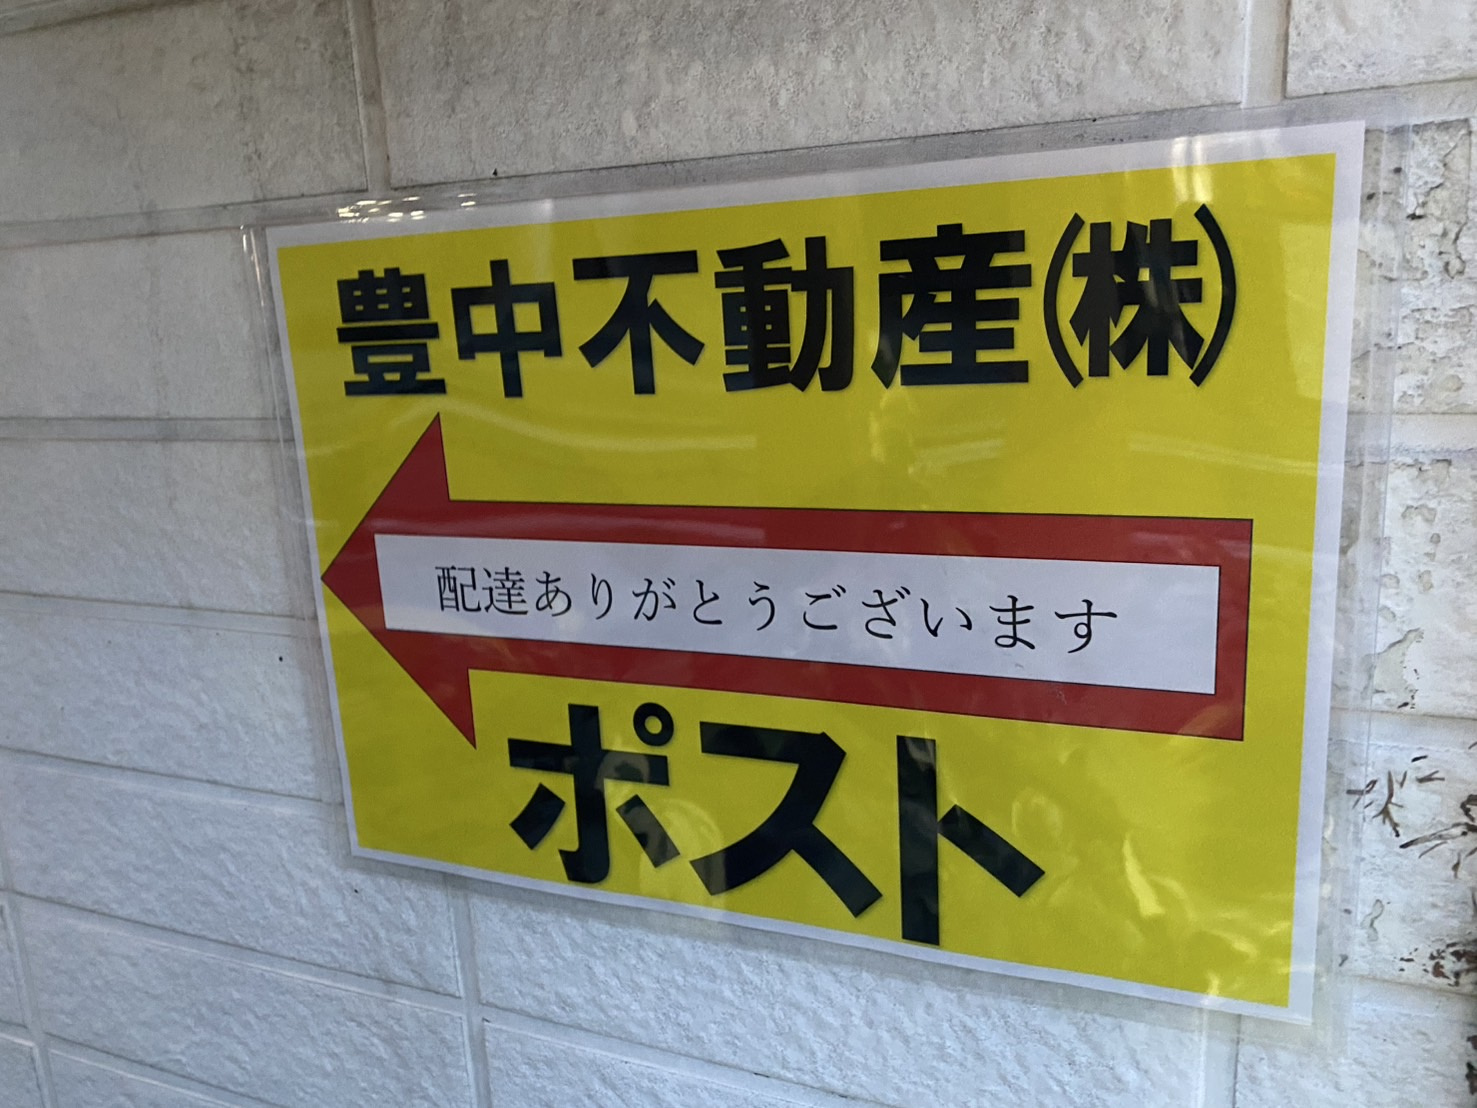 豊中不動産㈱
配達ありがとうございます
ポスト